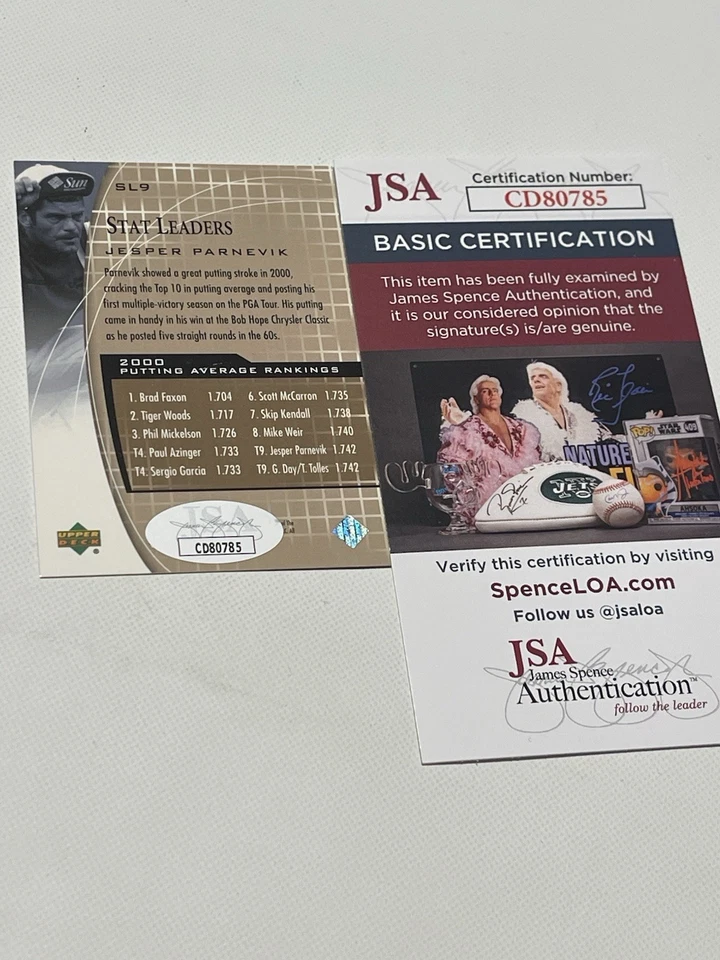 Sun
SL9
STAT LEADERS
JESPER PARNEVIK
Parnevik showed a great putting stroke in 2000,
cracking the Top 10 in putting average and posting his
first multiple-victory season on the PGA Tour. His putting
came in handy in his win at the Bob Hope Chrysler Classic
as he posted five straight rounds in the 60s.
2000
PUTTING AVERAGE RANKINGS
1. Brad Faxon 1.704 6. Scott McCarron 1.735
2. Tiger Woods 1.717 7. Skip Kendall 1.738
3. Phil Mickelson 1.726 8. Mike Weir 1.740
T4. Paul Azinger 1.733 T9. Jesper Parnevik 1.742
T4. Sergio Garcia 1.733 T9. G. Day/T. Tolles 1.742
UPPER
DECK
JSA
CD80785
JSA
Certification Number:
CD80785
BASIC CERTIFICATION
This item has been fully examined by
James Spence Authentication, and
it is our considered opinion that the
signature(s) is/are genuine.
NATURE
JETS
POP!
409
AHSOKA
Verify this certification by visiting
SpenceLOA.com
Follow us @jsaloa
JSA
James Spence
Authentication™
follow the leader